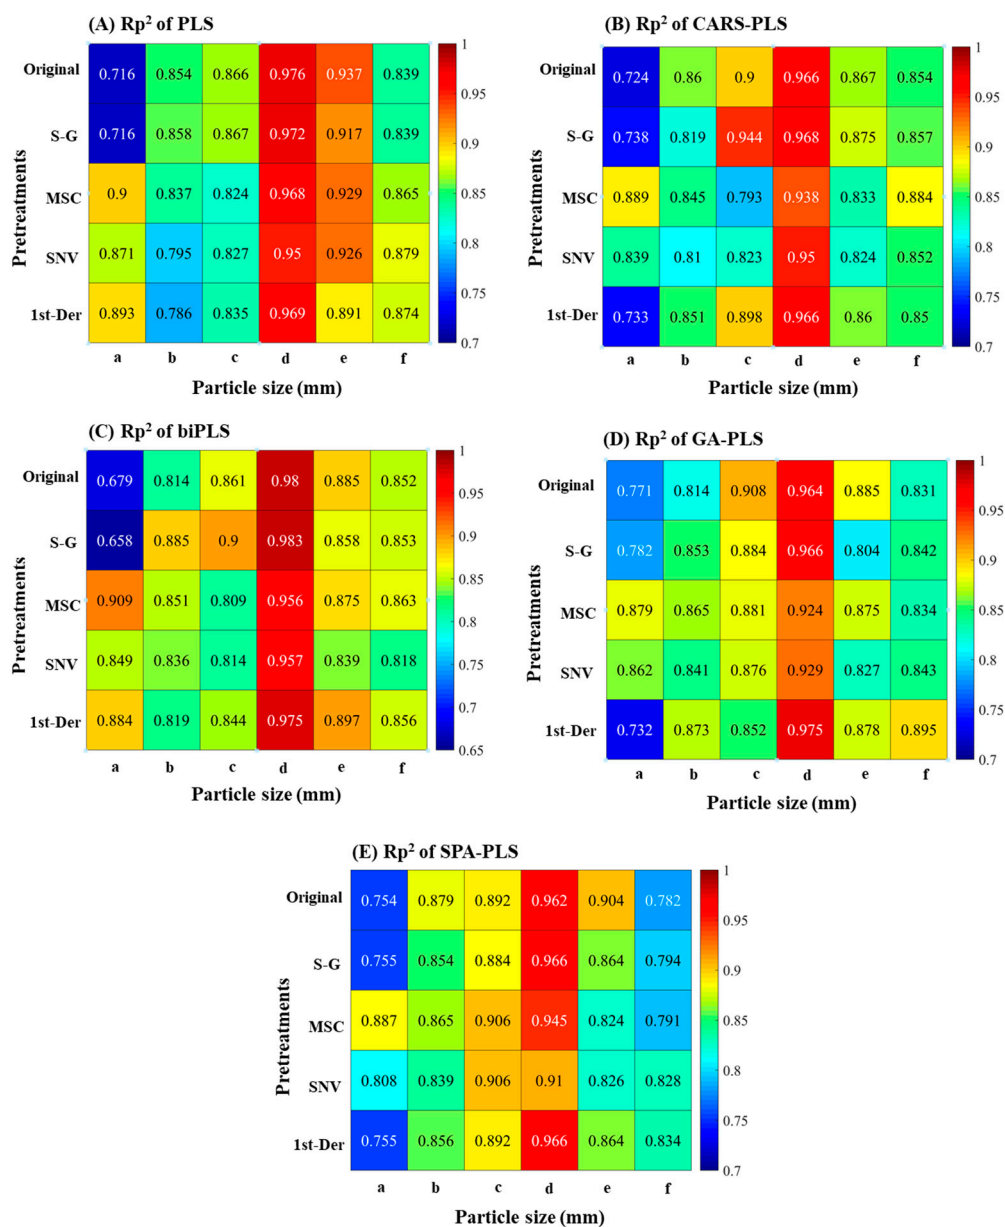 (A) Rp² of PLS
Original 0.716 0.854 0.866 0.976 0.937 0.839
S-G 0.716 0.858 0.867 0.972 0.917 0.839
MSC 0.9 0.837 0.824 0.968 0.929 0.865
SNV 0.871 0.795 0.827 0.95 0.926 0.879
1st-Der 0.893 0.786 0.835 0.969 0.891 0.874
a b c d e f
Particle size (mm)
Pretreatments
1
0.95
0.9
0.85
0.8
0.75
0.7
(B) Rp² of CARS-PLS
Original 0.724 0.86 0.9 0.966 0.867 0.854
S-G 0.738 0.819 0.944 0.968 0.875 0.857
MSC 0.889 0.845 0.793 0.938 0.833 0.884
SNV 0.839 0.81 0.823 0.95 0.824 0.852
1st-Der 0.733 0.851 0.898 0.966 0.86 0.85
a b c d e f
Particle size (mm)
Pretreatments
1
0.95
0.9
0.85
0.8
0.75
0.7
(C) Rp² of biPLS
Original 0.679 0.814 0.861 0.98 0.885 0.852
S-G 0.658 0.885 0.9 0.983 0.858 0.853
MSC 0.909 0.851 0.809 0.956 0.875 0.863
SNV 0.849 0.836 0.814 0.957 0.839 0.818
1st-Der 0.884 0.819 0.844 0.975 0.897 0.856
a b c d e f
Particle size (mm)
Pretreatments
1
0.95
0.9
0.85
0.8
0.75
0.7
0.65
(D) Rp² of GA-PLS
Original 0.771 0.814 0.908 0.964 0.885 0.831
S-G 0.782 0.853 0.884 0.966 0.804 0.842
MSC 0.879 0.865 0.881 0.924 0.875 0.834
SNV 0.862 0.841 0.876 0.929 0.827 0.843
1st-Der 0.732 0.873 0.852 0.975 0.878 0.895
a b c d e f
Particle size (mm)
Pretreatments
1
0.95
0.9
0.85
0.8
0.75
0.7
(E) Rp² of SPA-PLS
Original 0.754 0.879 0.892 0.962 0.904 0.782
S-G 0.755 0.854 0.884 0.966 0.864 0.794
MSC 0.887 0.865 0.906 0.945 0.824 0.791
SNV 0.808 0.839 0.906 0.91 0.826 0.828
1st-Der 0.755 0.856 0.892 0.966 0.864 0.834
a b c d e f
Particle size (mm)
Pretreatments
1
0.95
0.9
0.85
0.8
0.75
0.7